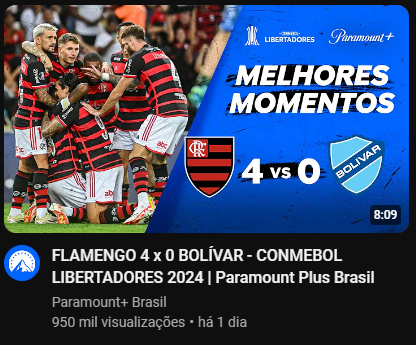 CONMEBOL
LIBERTADORES
Paramount+
MELHORES
MOMENTOS
CRF
4 VS 0
BOLIVAR
8:09
FLAMENGO 4 x 0 BOLÍVAR - CONMEBOL
LIBERTADORES 2024 | Paramount Plus Brasil
Paramount+ Brasil
950 mil visualizações • há 1 dia